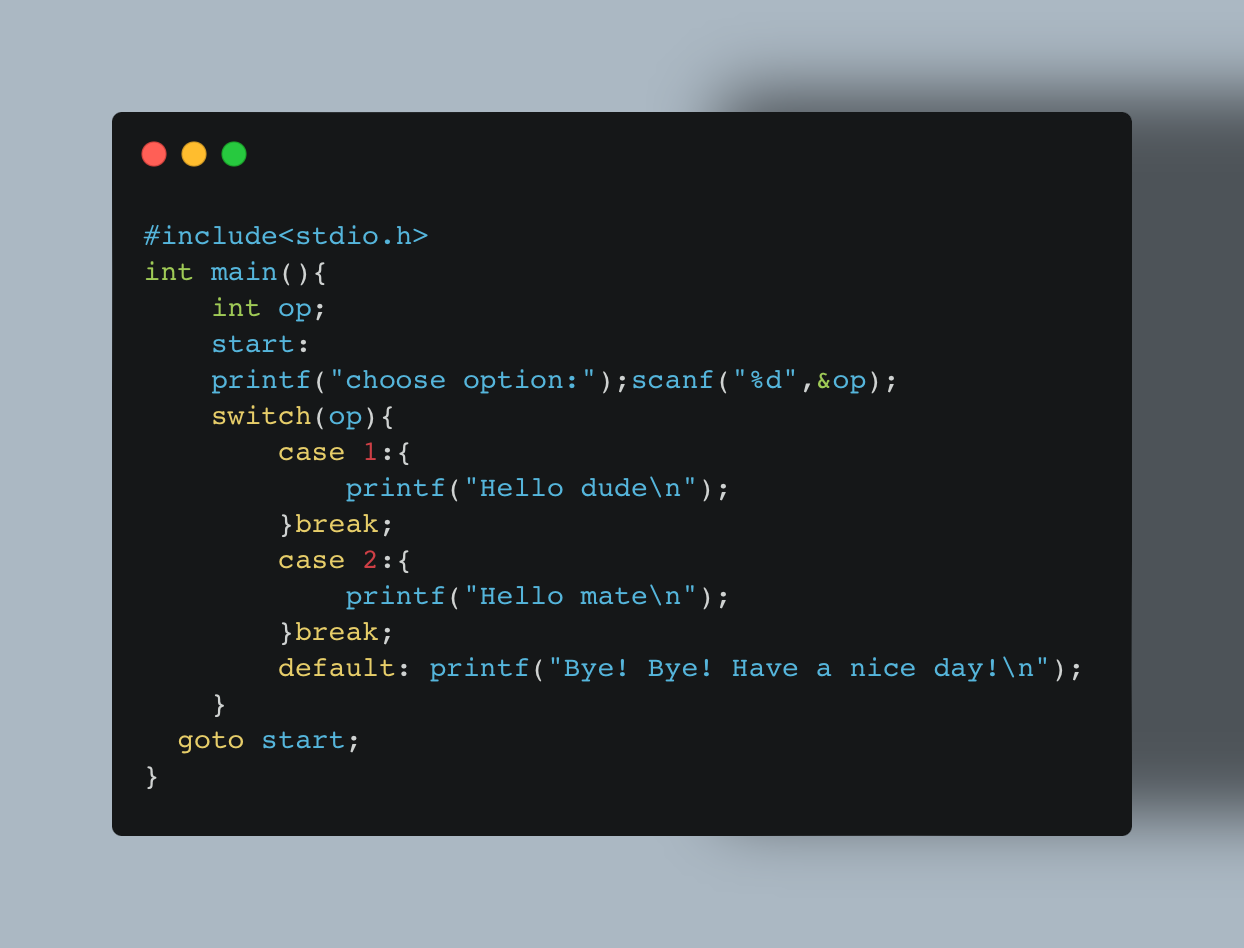 #include<stdio.h>
int main(){
    int op;
    start:
    printf("choose option:");scanf("%d",&op);
    switch(op){
        case 1:{
            printf("Hello dude\n");
        }break;
        case 2:{
            printf("Hello mate\n");
        }break;
        default: printf("Bye! Bye! Have a nice day!\n");
    }
  goto start;
}